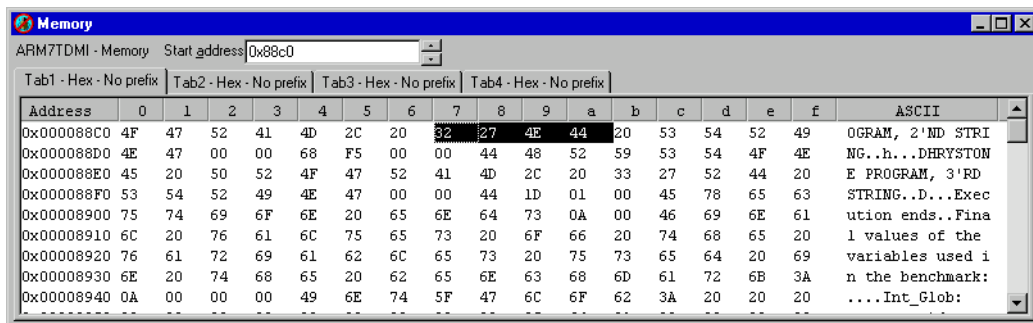 Memory
ARM7TDMI - Memory Start address 0x88c0
Tab1 - Hex - No prefix Tab2 - Hex - No prefix Tab3 - Hex - No prefix Tab4 - Hex - No prefix
Address 0 1 2 3 4 5 6 7 8 9 a b c d e f ASCII
0x000088C0 4F 47 52 41 4D 2C 20 32 27 4E 44 20 53 54 52 49 OGRAM, 2'ND STRI
0x000088D0 4E 47 00 00 68 F5 00 00 44 48 52 59 53 54 4F 4E NG..h...DHRYSTON
0x000088E0 45 20 50 52 4F 47 52 41 4D 2C 20 33 27 52 44 20 E PROGRAM, 3'RD
0x000088F0 53 54 52 49 4E 47 00 00 44 1D 01 00 45 78 65 63 STRING..D...Exec
0x00008900 75 74 69 6F 6E 20 65 6E 64 73 0A 00 46 69 6E 61 ution ends..Fina
0x00008910 6C 20 76 61 6C 75 65 73 20 6F 66 20 74 68 65 20 l values of the
0x00008920 76 61 72 69 61 62 6C 65 73 20 75 73 65 64 20 69 variables used i
0x00008930 6E 20 74 68 65 20 62 65 6E 63 68 6D 61 72 6B 3A n the benchmark:
0x00008940 0A 00 00 00 49 6E 74 5F 47 6C 6F 62 3A 20 20 20 ....Int_Glob: